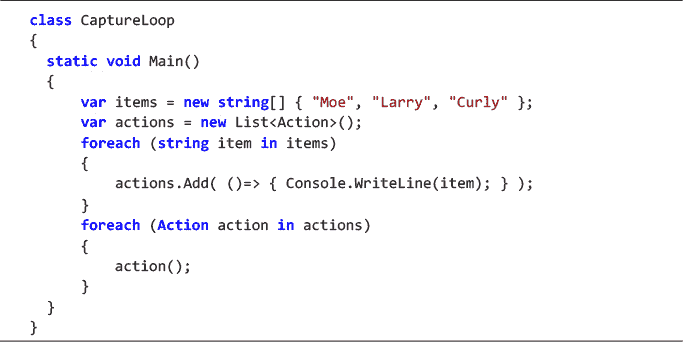 class CaptureLoop
{
  static void Main()
  {
      var items = new string[] { "Moe", "Larry", "Curly" };
      var actions = new List<Action>();
      foreach (string item in items)
      {
          actions.Add( ()=> { Console.WriteLine(item); } );
      }
      foreach (Action action in actions)
      {
          action();
      }
  }
}